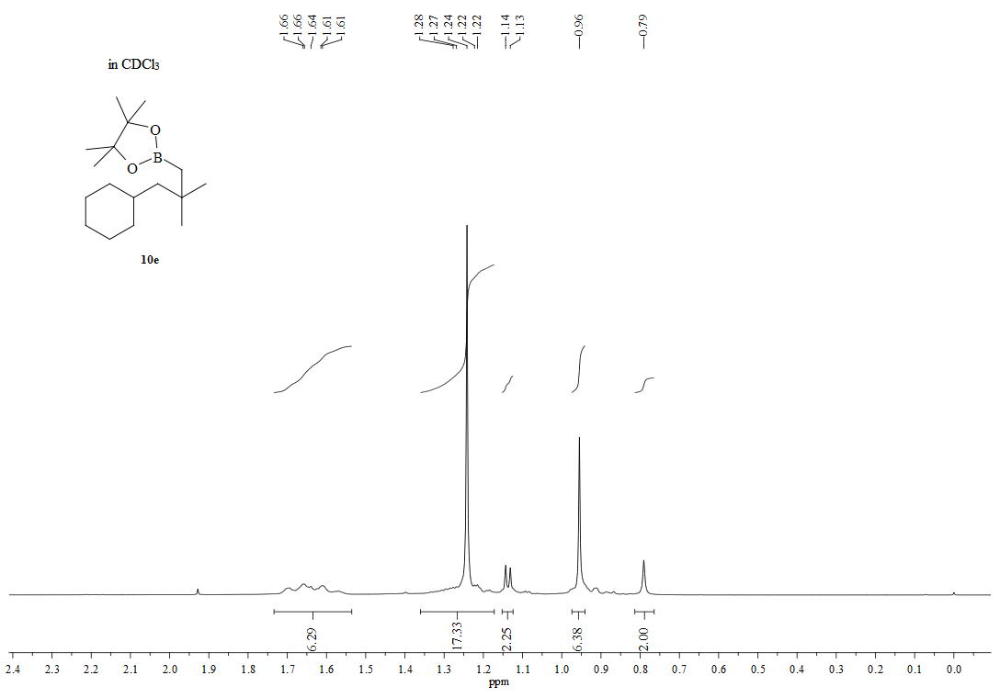 1.66 1.66 1.64 1.61 1.61 1.28 1.27 1.24 1.22 1.22 1.14 1.13 0.96 0.79
in CDCl₃
O
B
O
10e
6.29 17.33 2.25 6.38 2.00
2.4 2.3 2.2 2.1 2.0 1.9 1.8 1.7 1.6 1.5 1.4 1.3 1.2 1.1 1.0 0.9 0.8 0.7 0.6 0.5 0.4 0.3 0.2 0.1 0.0
ppm